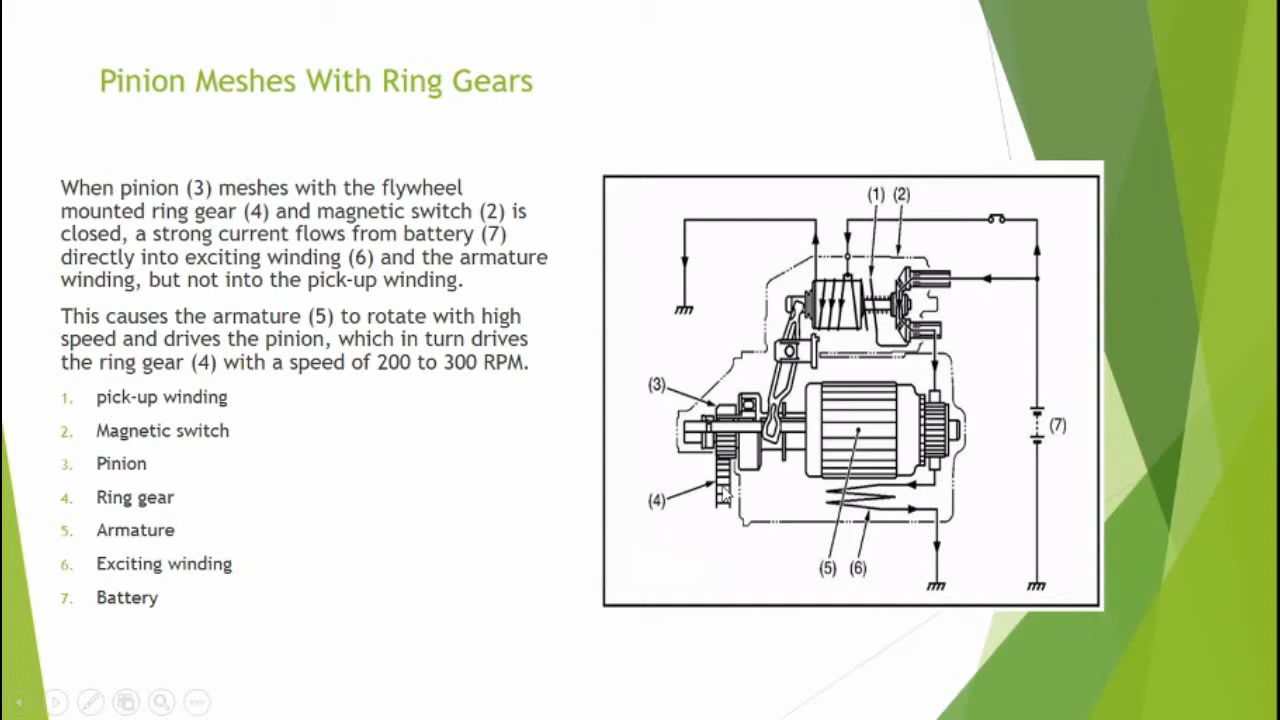 Pinion Meshes With Ring Gears
When pinion (3) meshes with the flywheel
mounted ring gear (4) and magnetic switch (2) is
closed, a strong current flows from battery (7)
directly into exciting winding (6) and the armature
winding, but not into the pick-up winding.
This causes the armature (5) to rotate with high
speed and drives the pinion, which in turn drives
the ring gear (4) with a speed of 200 to 300 RPM.
1. pick-up winding
2. Magnetic switch
3. Pinion
4. Ring gear
5. Armature
6. Exciting winding
7. Battery
(1) (2)
(3)
(7)
(4)
(5) (6)